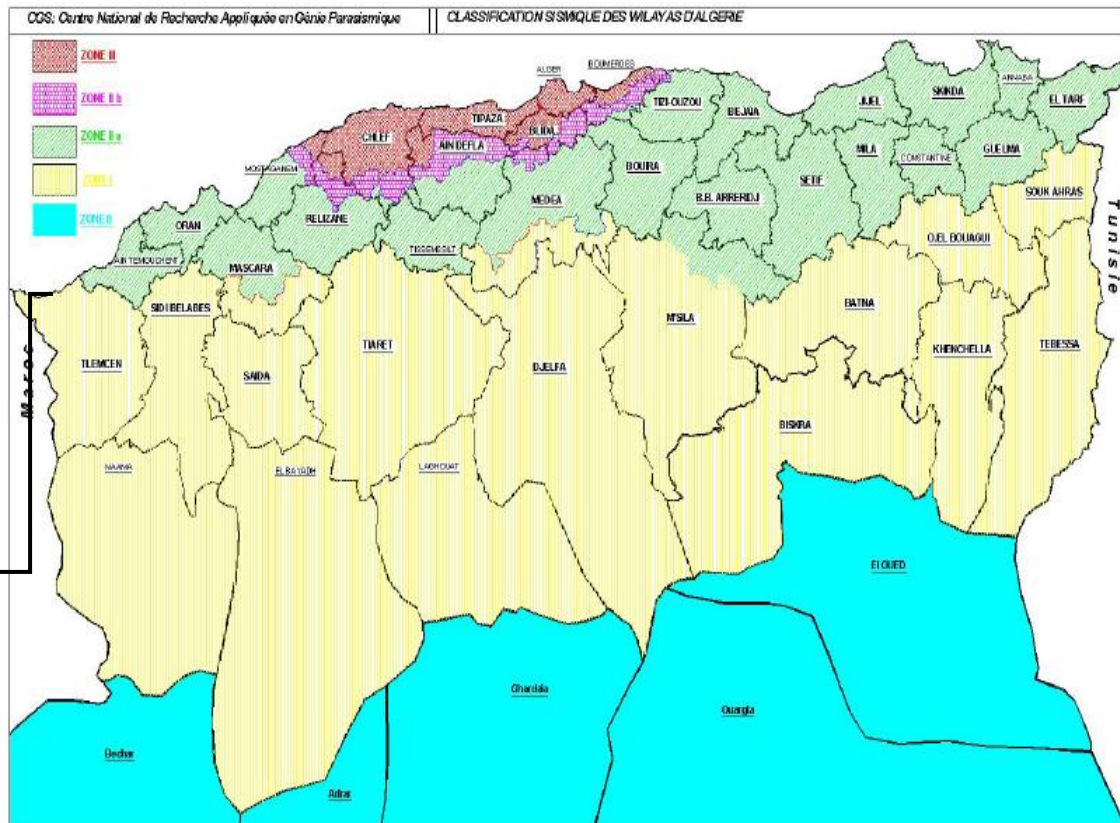 CGS: Centre National de Recherche Appliquée en Génie Parasismique
CLASSIFICATION SISMIQUE DES WILAYAS D'ALGERIE
ZONE III
ZONE II b
ZONE II a
ZONE I
ZONE 0
ALGER
BOUMERDES
TIPAZA
CHLEF
BLIDA
AIN DEFLA
TIZI-OUZOU
BEJAIA
JIJEL
SKIKDA
ANNABA
EL TARF
MOSTAGANEM
BOUIRA
MILA
CONSTANTINE
GUELMA
SETIF
B.B. ARRERIDJ
MEDEA
RELIZANE
ORAN
SOUK AHRAS
Tunisie
AIN TEMOUCHENT
MASCARA
TISSEMSILT
OJEL BOUAGUI
SIDI BELABES
BATNA
M'SILA
TIARET
KHENCHELLA
TEBESSA
TLEMCEN
SAIDA
DJELFA
Maroc
BISKRA
NAAMA
EL BAYADH
LAGHOUAT
El OUED
Ghardaia
Ouargla
Bechar
Adrar